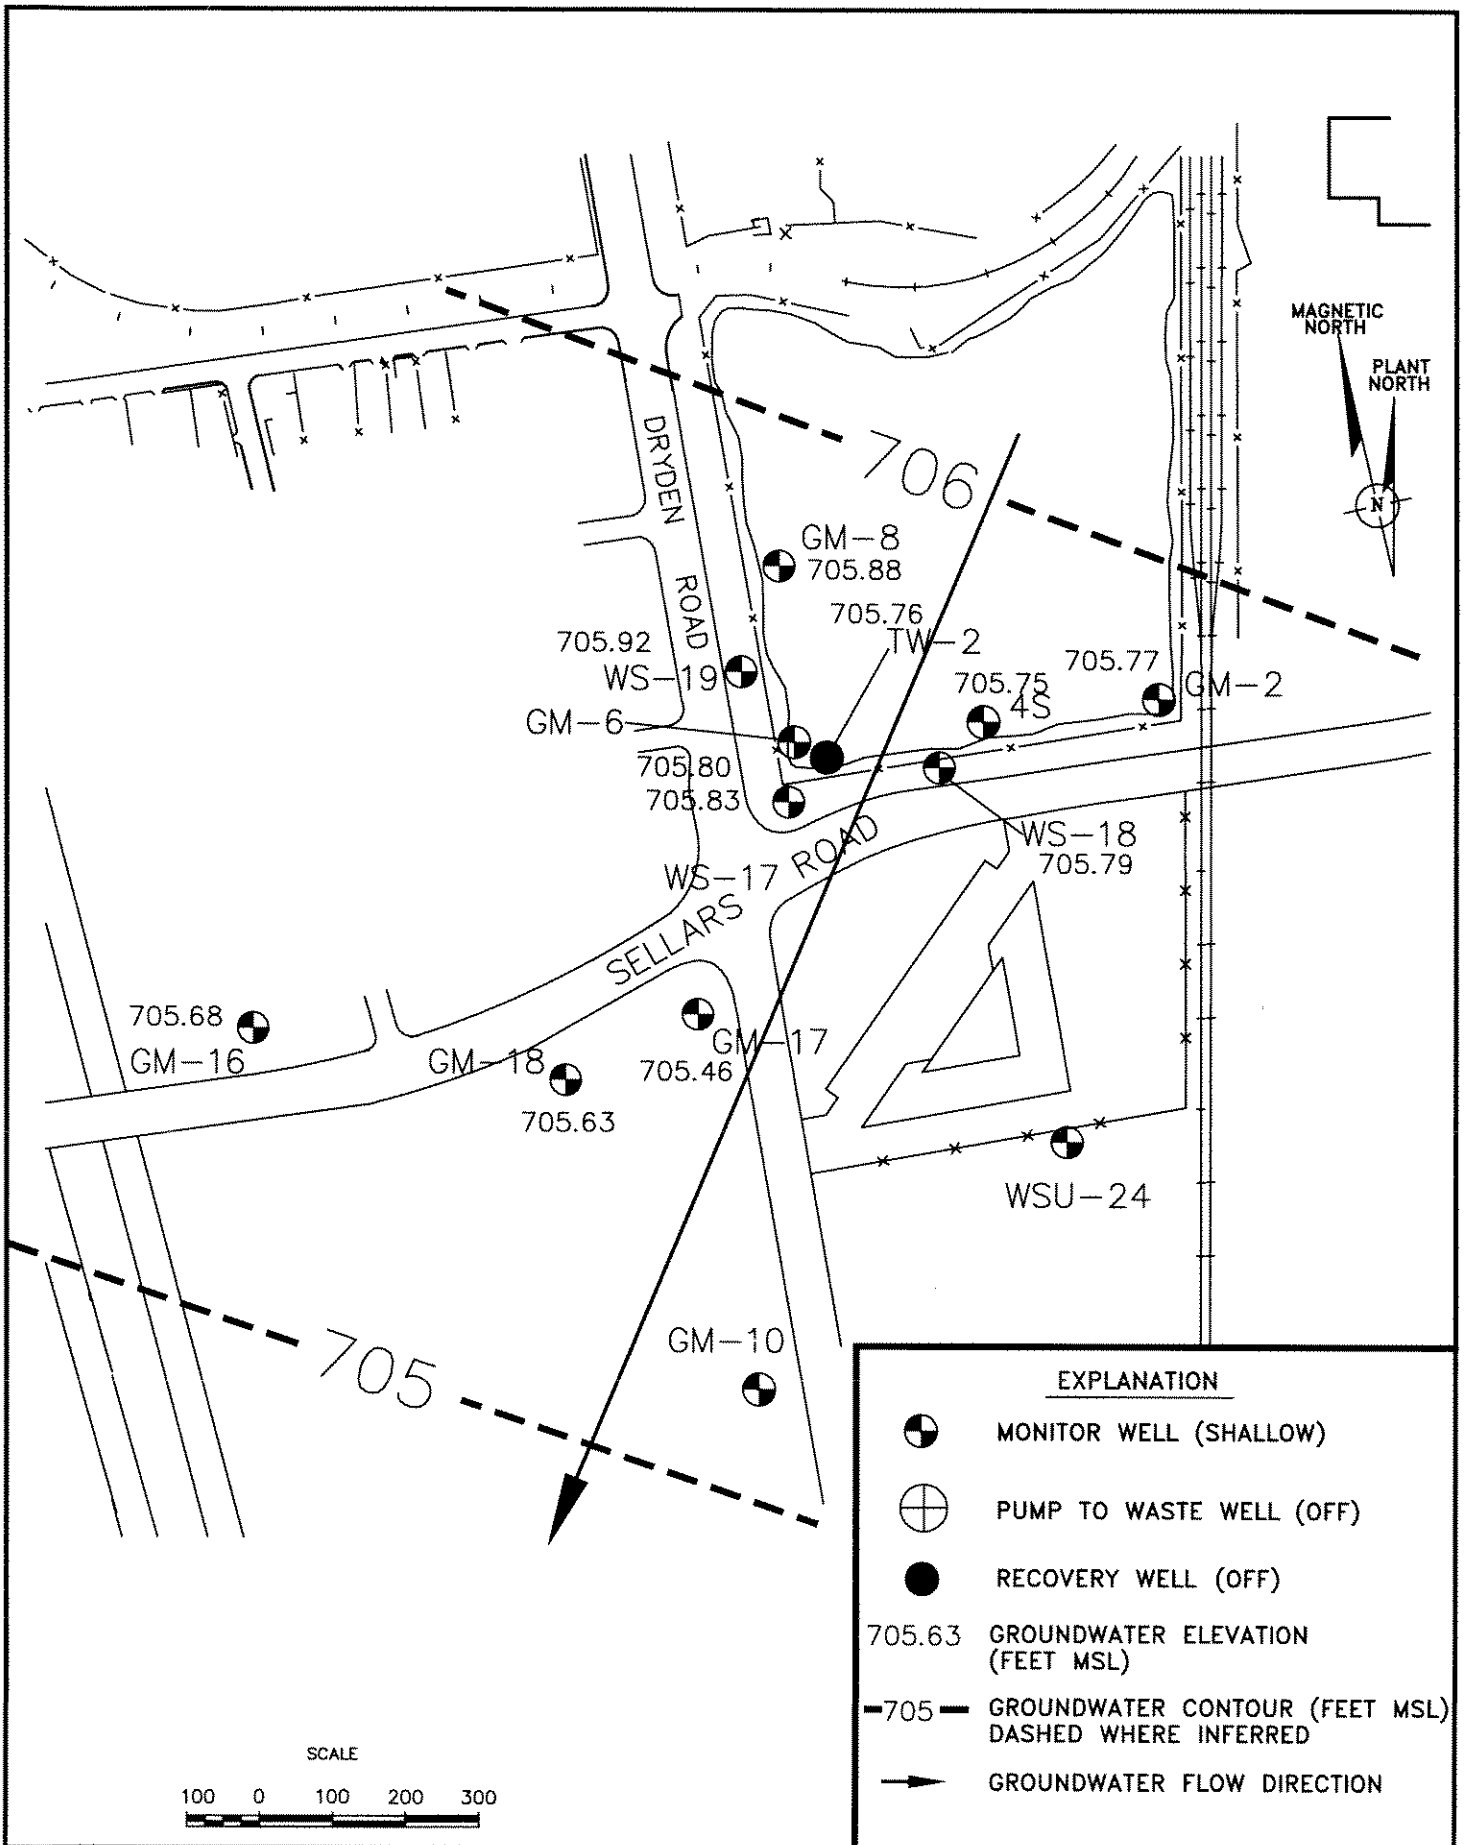 MAGNETIC
NORTH
PLANT
NORTH
N
DRYDEN ROAD
706
GM-8
705.88
705.76
TW-2
705.92
WS-19
705.77
GM-2
705.75
4S
GM-6
705.80
705.83
WS-17
WS-18
705.79
SELLARS ROAD
705.68
GM-16
GM-18
705.63
GM-17
705.46
WSU-24
705
GM-10
EXPLANATION
MONITOR WELL (SHALLOW)
PUMP TO WASTE WELL (OFF)
RECOVERY WELL (OFF)
705.63 GROUNDWATER ELEVATION
(FEET MSL)
705 GROUNDWATER CONTOUR (FEET MSL)
DASHED WHERE INFERRED
GROUNDWATER FLOW DIRECTION
SCALE
100 0 100 200 300